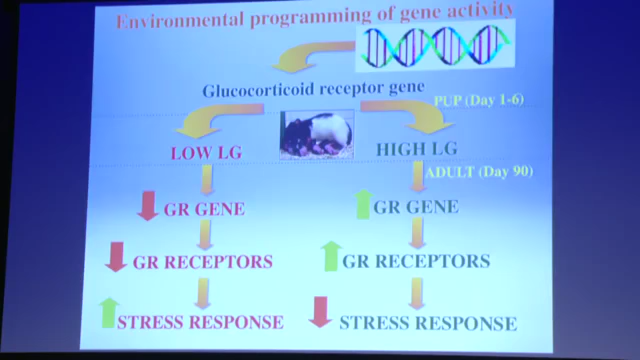 Environmental programming of gene activity
Glucocorticoid receptor gene
PUP (Day 1-6)
LOW LG
HIGH LG
ADULT (Day 90)
GR GENE
GR GENE
GR RECEPTORS
GR RECEPTORS
STRESS RESPONSE
STRESS RESPONSE